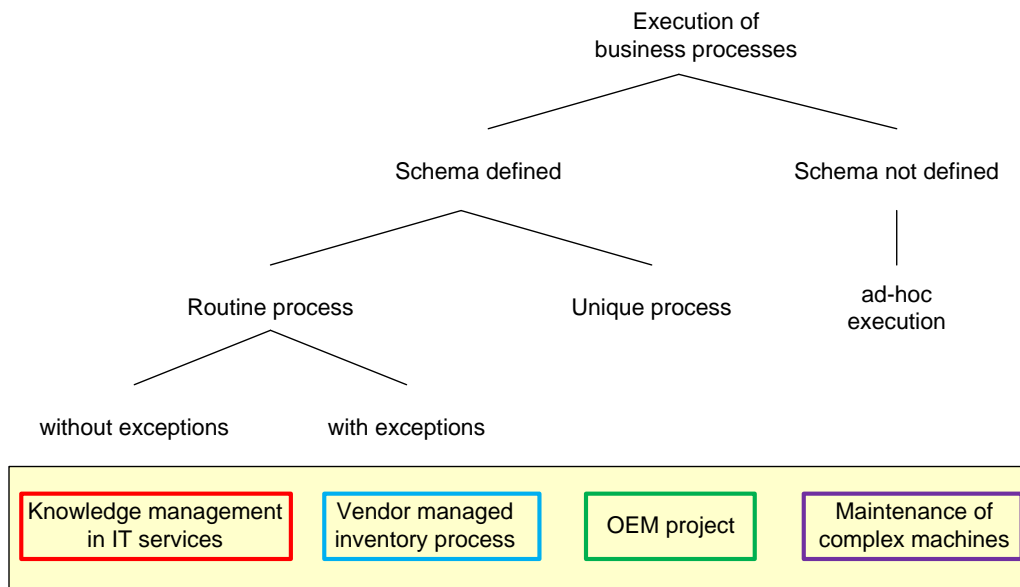 Execution of
business processes
Schema defined
Schema not defined
Routine process
Unique process
ad-hoc
execution
without exceptions
with exceptions
Knowledge management
in IT services
Vendor managed
inventory process
OEM project
Maintenance of
complex machines